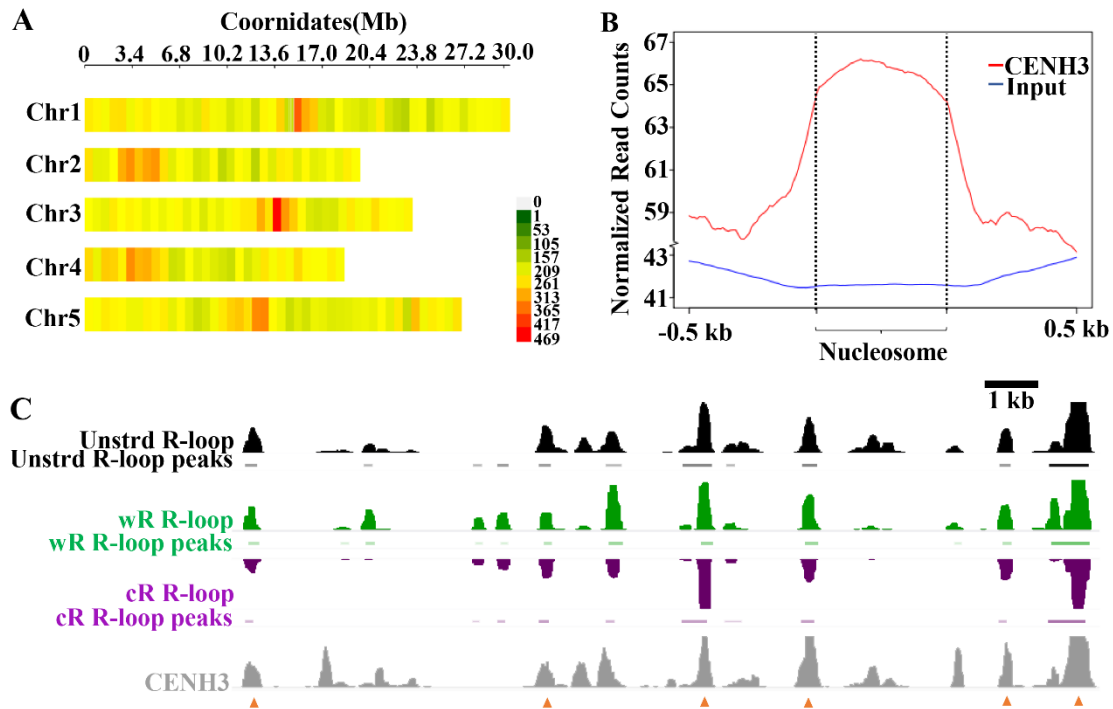 A
Coornidates(Mb)
0 3.4 6.8 10.2 13.6 17.0 20.4 23.8 27.2 30.0
Chr1
Chr2
Chr3
Chr4
Chr5
0
1
53
105
157
209
261
313
365
417
469
B
Normalized Read Counts
67
65
63
61
59
43
41
CENH3
Input
-0.5 kb
0.5 kb
Nucleosome
C
1 kb
Unstrd R-loop
Unstrd R-loop peaks
wR R-loop
wR R-loop peaks
cR R-loop
cR R-loop peaks
CENH3